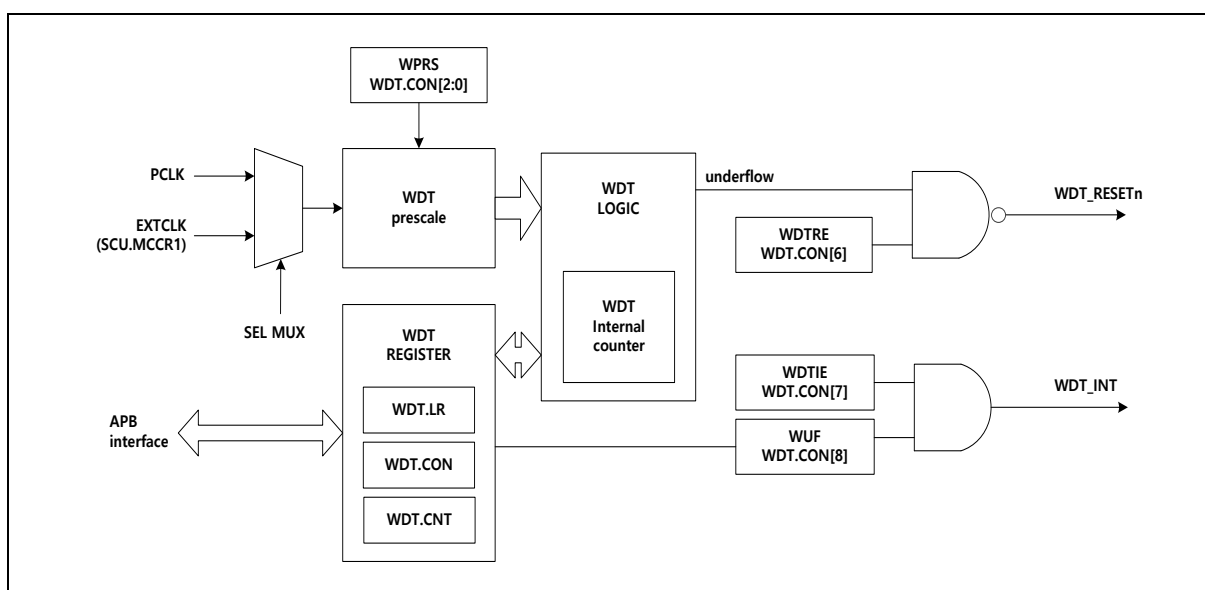 WPRS
WDT.CON[2:0]
PCLK
EXTCLK
(SCU.MCCR1)
SEL MUX
WDT
prescale
WDT
LOGIC
WDT
Internal
counter
underflow
WDTRE
WDT.CON[6]
WDT_RESETn
WDT
REGISTER
WDT.LR
WDT.CON
WDT.CNT
APB
interface
WDTIE
WDT.CON[7]
WUF
WDT.CON[8]
WDT_INT